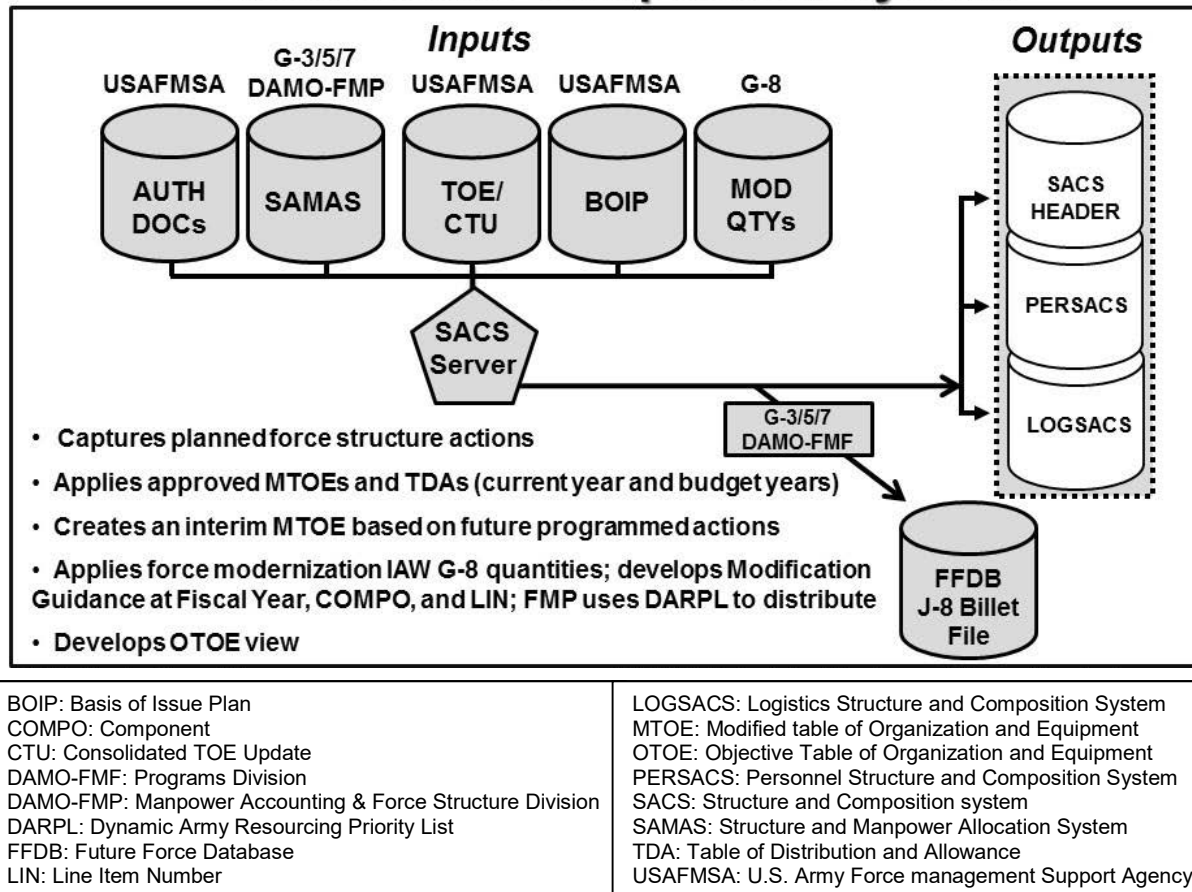 Inputs
Outputs
USAFMSA
G-3/5/7
DAMO-FMP
USAFMSA
USAFMSA
G-8
AUTH
DOCs
SAMAS
TOE/
CTU
BOIP
MOD
QTYs
SACS
HEADER
PERSACS
LOGSACS
SACS
Server
G-3/5/7
DAMO-FMF
FFDB
J-8 Billet
File
• Captures planned force structure actions
• Applies approved MTOEs and TDAs (current year and budget years)
• Creates an interim MTOE based on future programmed actions
• Applies force modernization IAW G-8 quantities; develops Modification
Guidance at Fiscal Year, COMPO, and LIN; FMP uses DARPL to distribute
• Develops OTOE view
BOIP: Basis of Issue Plan
COMPO: Component
CTU: Consolidated TOE Update
DAMO-FMF: Programs Division
DAMO-FMP: Manpower Accounting & Force Structure Division
DARPL: Dynamic Army Resourcing Priority List
FFDB: Future Force Database
LIN: Line Item Number
LOGSACS: Logistics Structure and Composition System
MTOE: Modified table of Organization and Equipment
OTOE: Objective Table of Organization and Equipment
PERSACS: Personnel Structure and Composition System
SACS: Structure and Composition system
SAMAS: Structure and Manpower Allocation System
TDA: Table of Distribution and Allowance
USAFMSA: U.S. Army Force management Support Agency